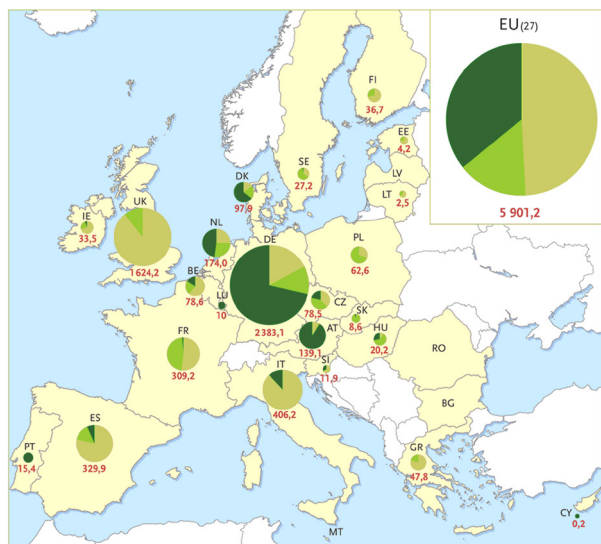 EU(27)
5 901,2
FI
36,7
EE
4,2
SE
27,2
LV
LT
2,5
DK
97,9
UK
1624,2
IE
33,5
NL
174,0
DE
2 383,1
PL
62,6
BE
78,6
LU
10
CZ
78,5
SK
8,6
AT
139,1
HU
20,2
RO
FR
309,2
SI
11,9
IT
406,2
BG
ES
329,9
PT
15,4
GR
47,8
CY
0,2
MT